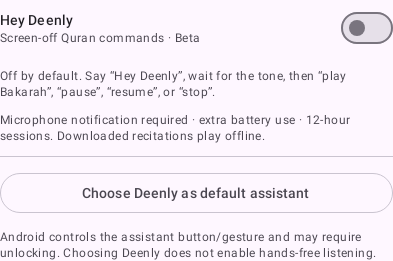 Hey Deenly
Screen-off Quran commands · Beta
Off by default. Say “Hey Deenly”, wait for the tone, then “play
Bakarah”, “pause”, “resume”, or “stop”.
Microphone notification required · extra battery use · 12-hour
sessions. Downloaded recitations play offline.
Choose Deenly as default assistant
Android controls the assistant button/gesture and may require
unlocking. Choosing Deenly does not enable hands-free listening.